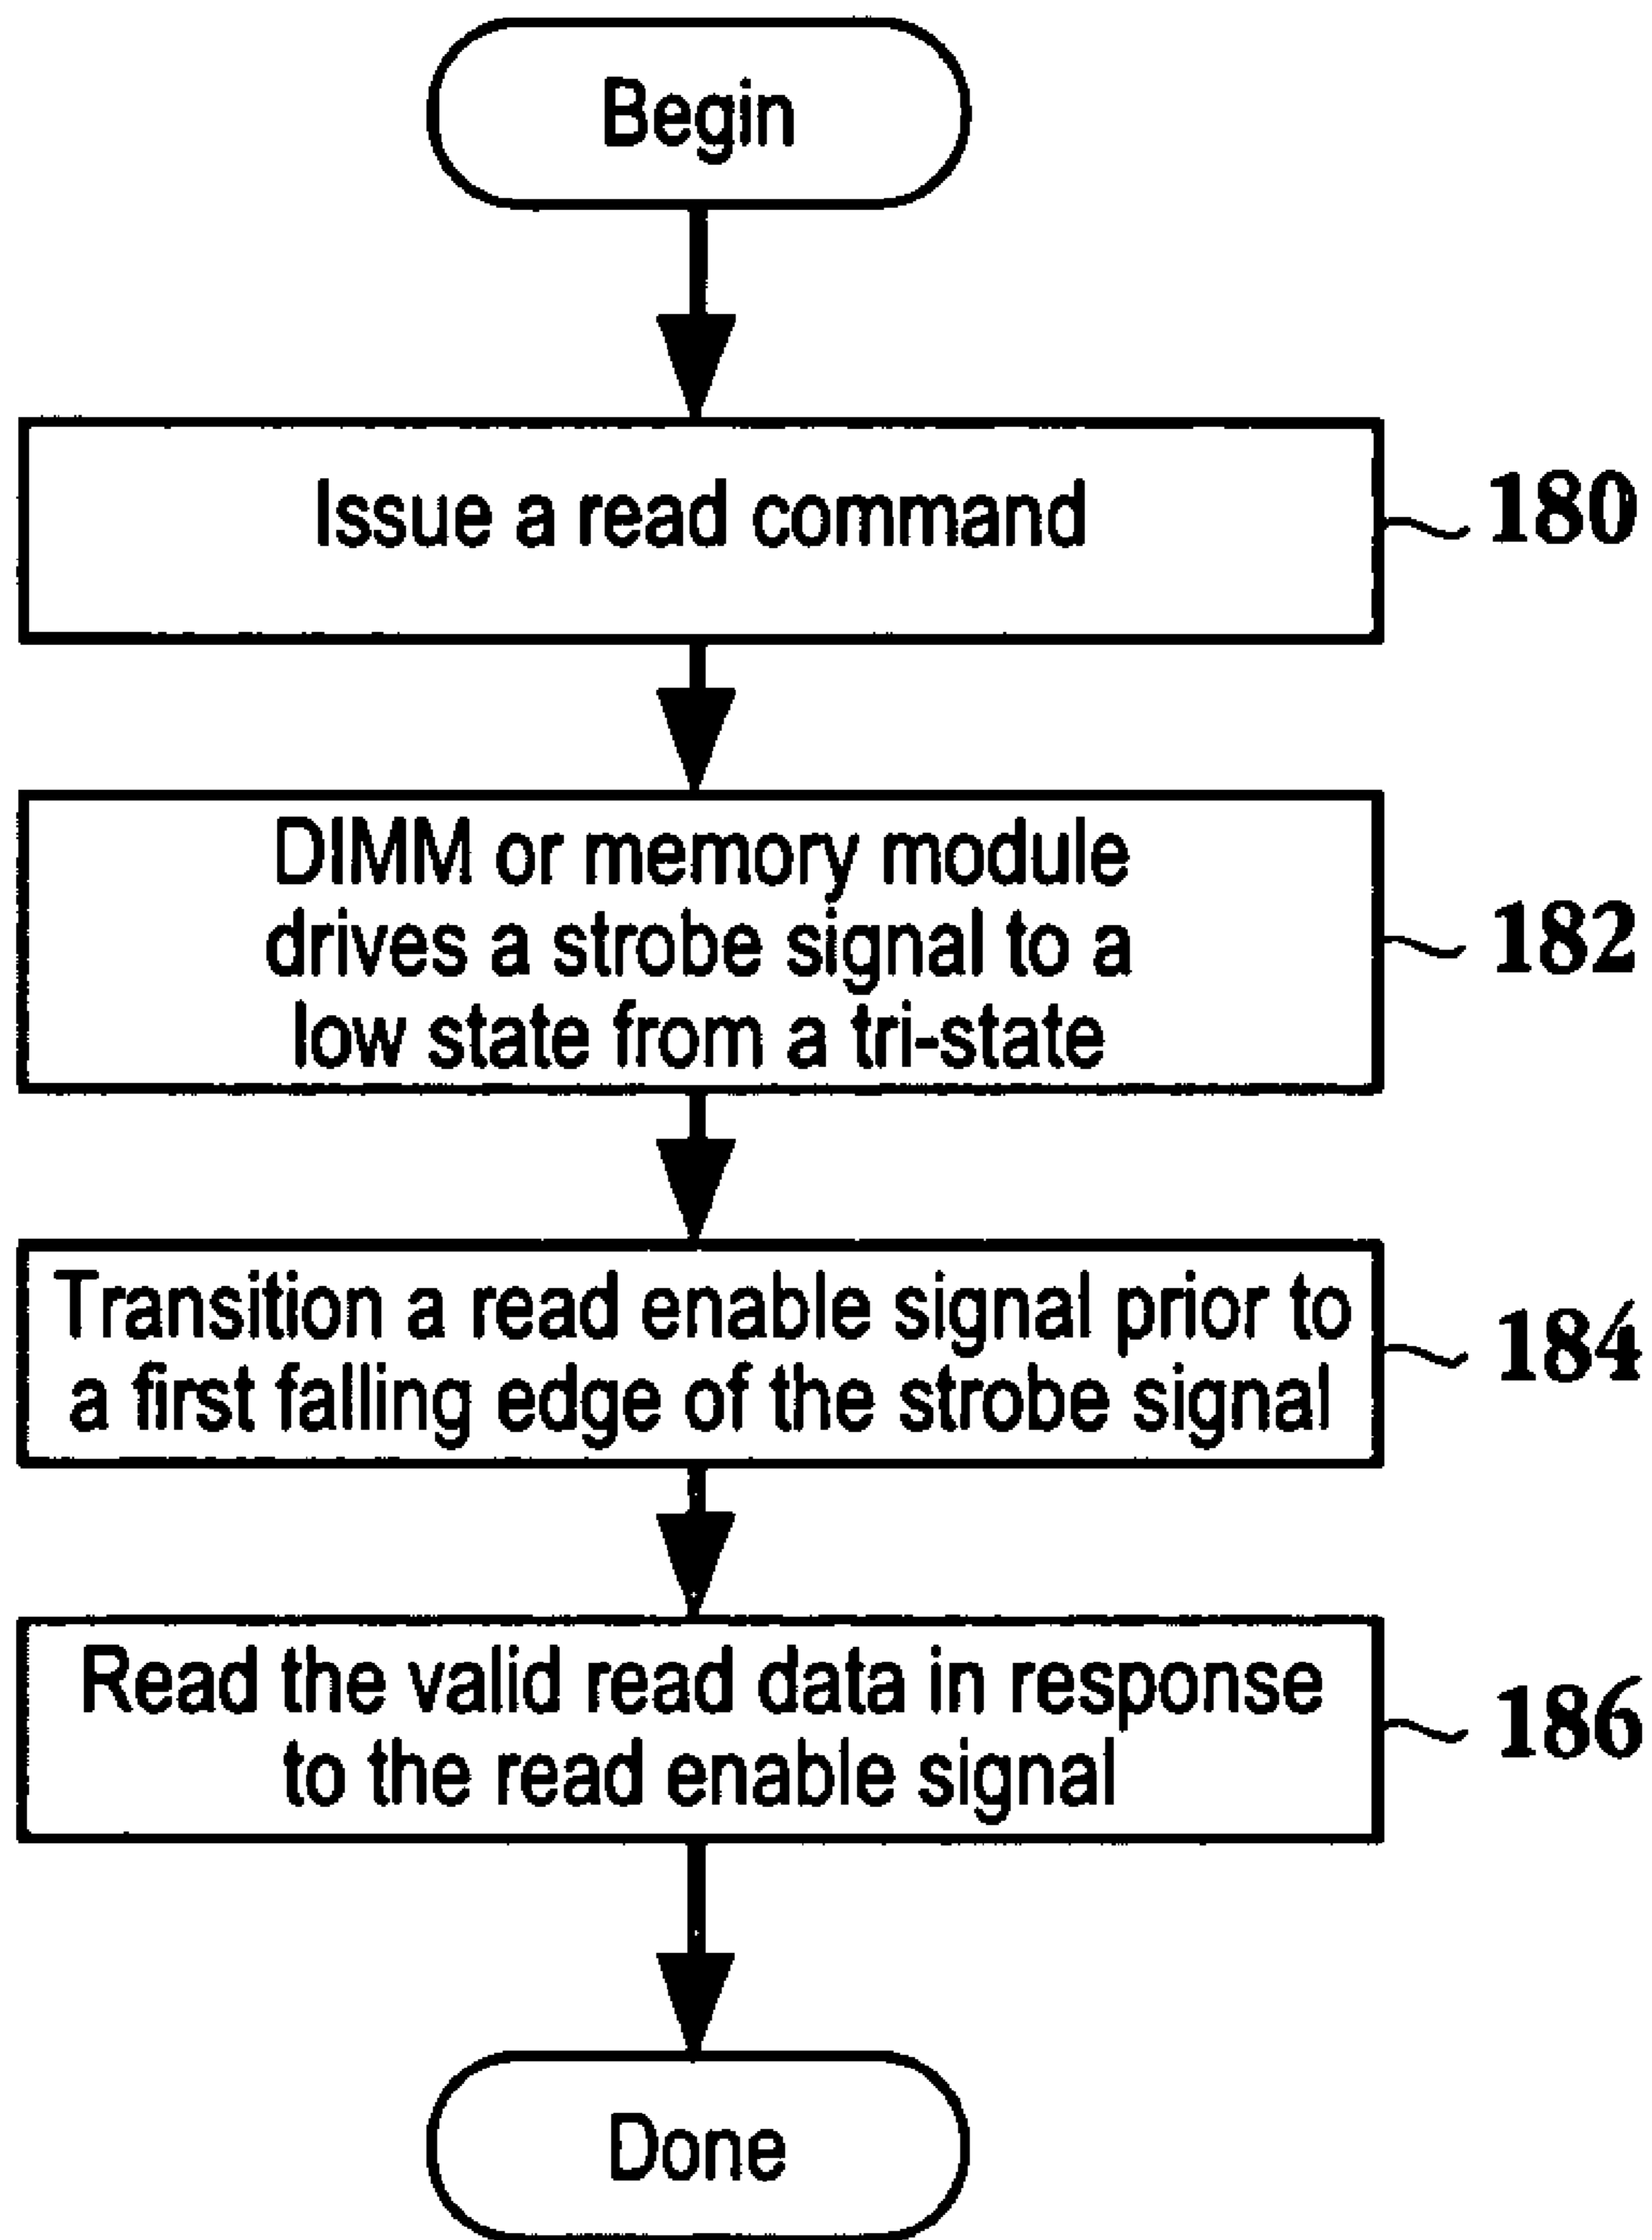 Begin
Issue a read command
180
DIMM or memory module
drives a strobe signal to a
low state from a tri-state
182
Transition a read enable signal prior to
a first falling edge of the strobe signal
184
Read the valid read data in response
to the read enable signal
186
Done